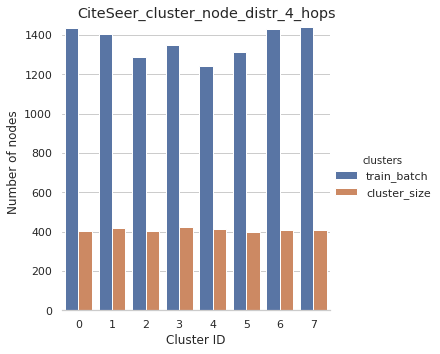 CiteSeer_cluster_node_distr_4_hops
1400
1200
1000
800
600
400
200
0
Number of nodes
0 1 2 3 4 5 6 7
Cluster ID
clusters
train_batch
cluster_size